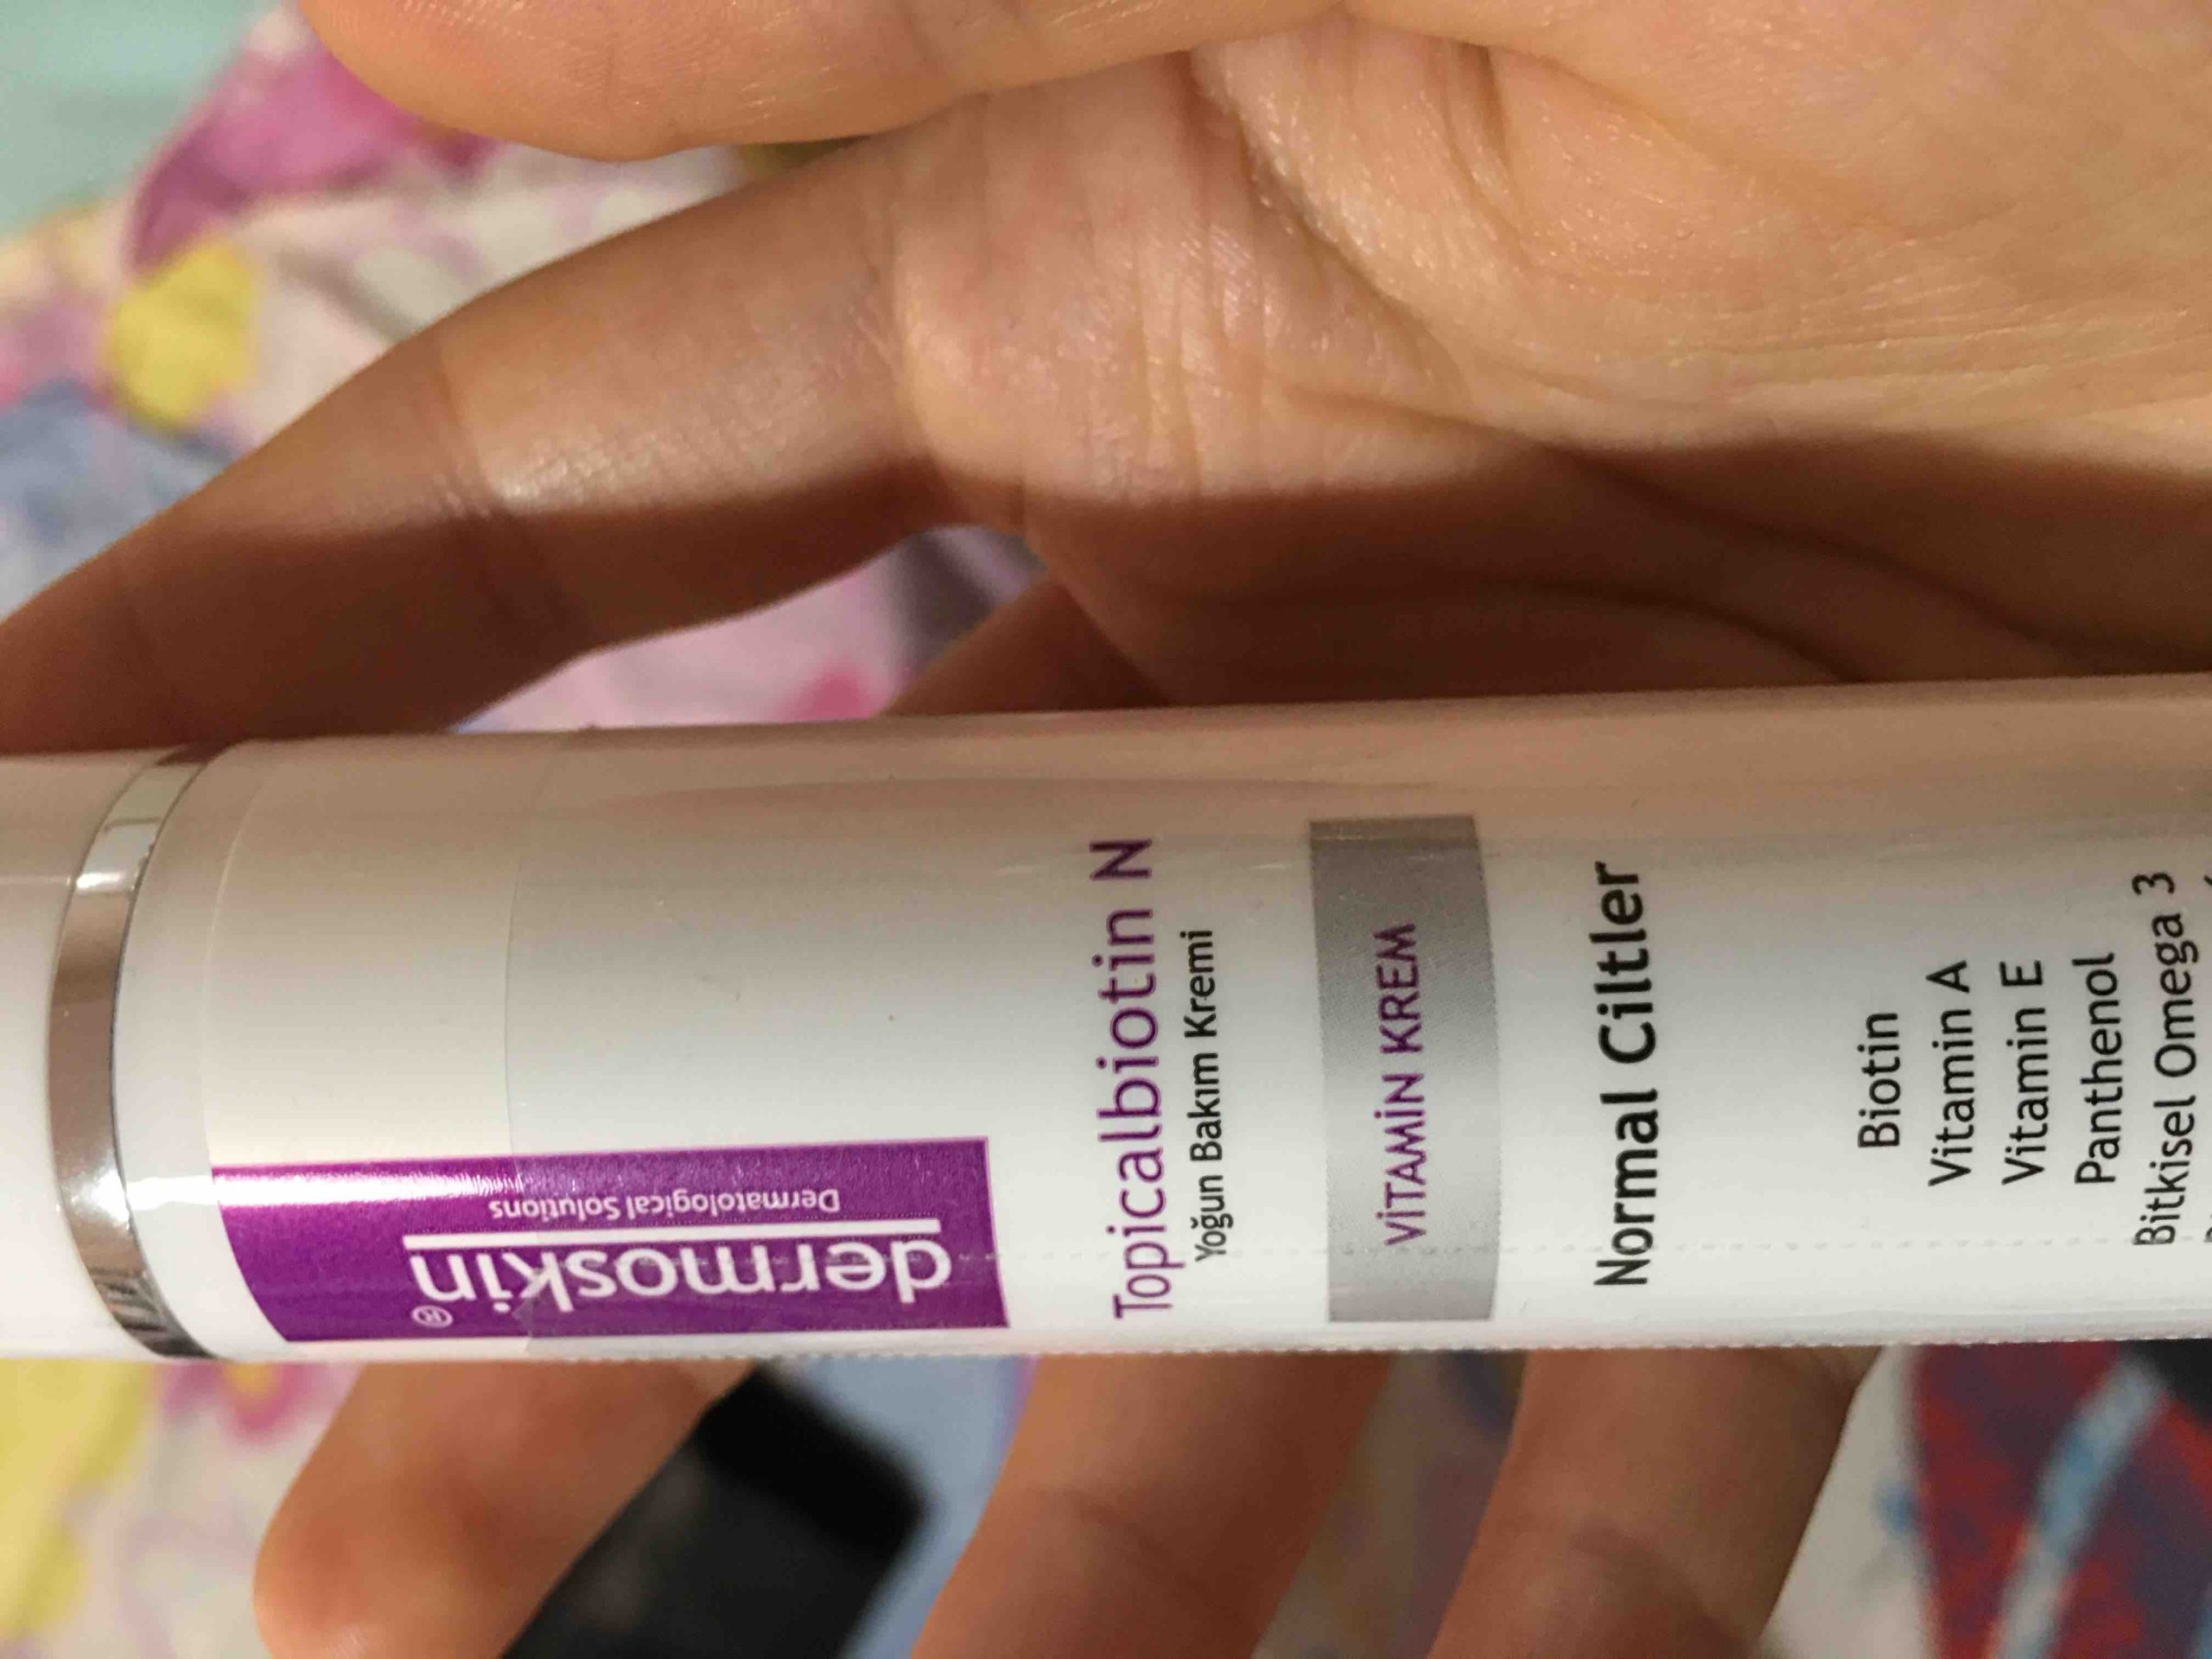 dermoskin®
Dermatological Solutions
Topicalbiotin N
Yoğun Bakım Kremi
VİTAMİN KREM
Normal Ciltler
Biotin
Vitamin A
Vitamin E
Panthenol
Bitkisel Omega 3